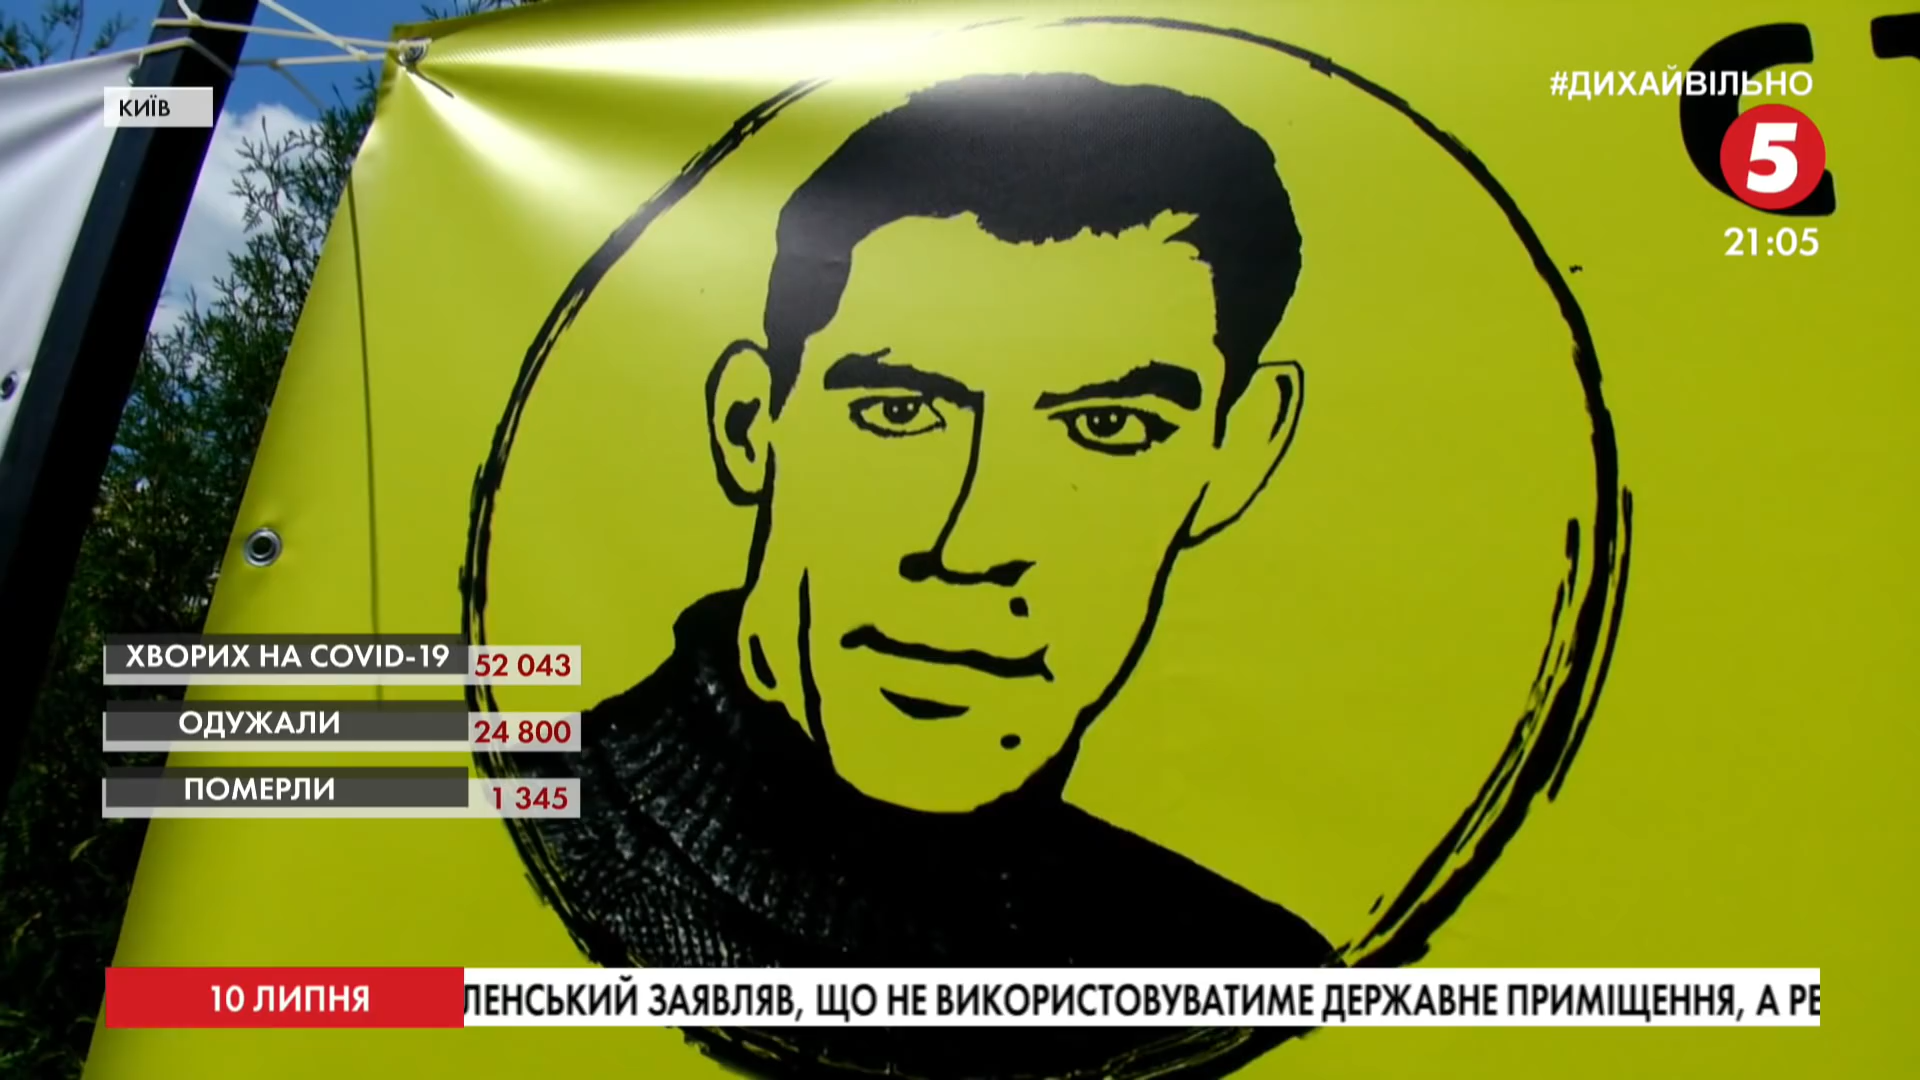 КИЇВ
#ДИХАЙВІЛЬНО
5
21:05
ХВОРИХ НА COVID-19 52 043
ОДУЖАЛИ 24 800
ПОМЕРЛИ 1 345
10 ЛИПНЯ
ЛЕНСЬКИЙ ЗАЯВЛЯВ, ЩО НЕ ВИКОРИСТОВУВАТИМЕ ДЕРЖАВНЕ ПРИМІЩЕННЯ, А РЕ